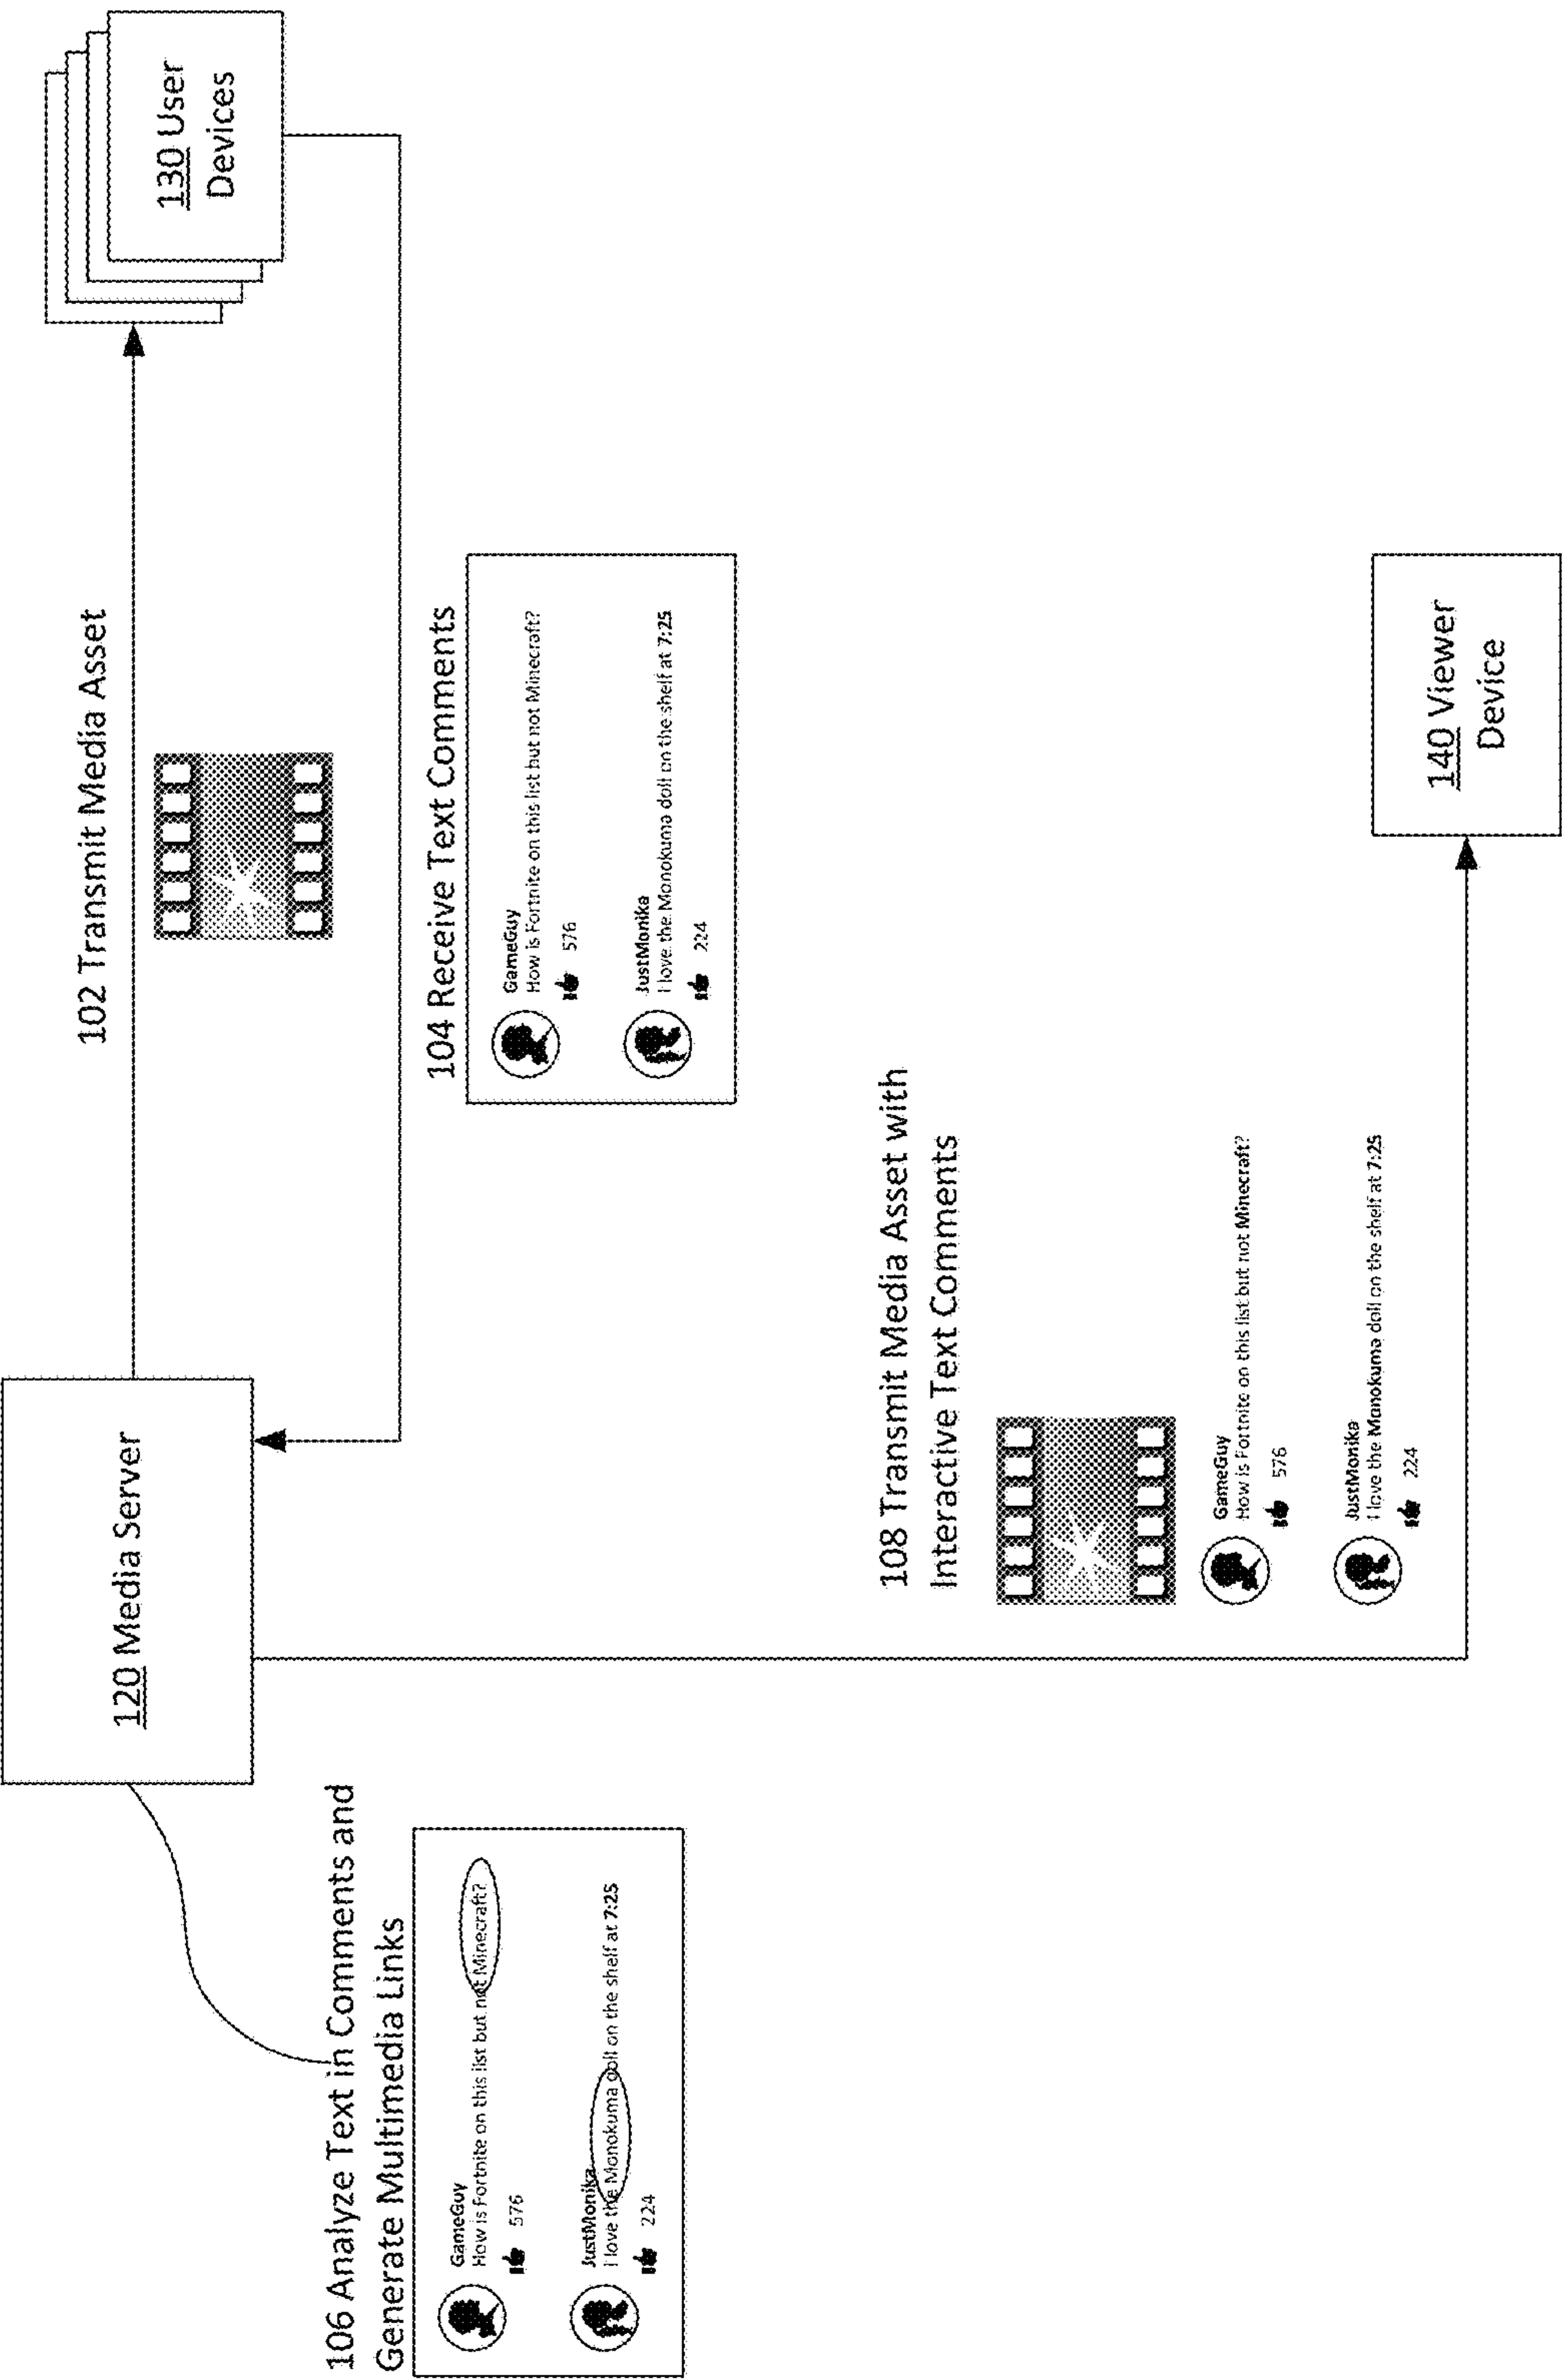 120 Media Server
102 Transmit Media Asset
130 User
Devices
106 Analyze Text in Comments and
Generate Multimedia Links
GameGuy
How is Fortnite on this list but not Minecraft?
576
JustMonika
I love the Monokuma doll on the shelf at 7:25
224
104 Receive Text Comments
GameGuy
How is Fortnite on this list but not Minecraft?
576
JustMonika
I love the Monokuma doll on the shelf at 7:25
224
108 Transmit Media Asset with
Interactive Text Comments
GameGuy
How is Fortnite on this list but not Minecraft?
576
JustMonika
I love the Monokuma doll on the shelf at 7:25
224
140 Viewer
Device